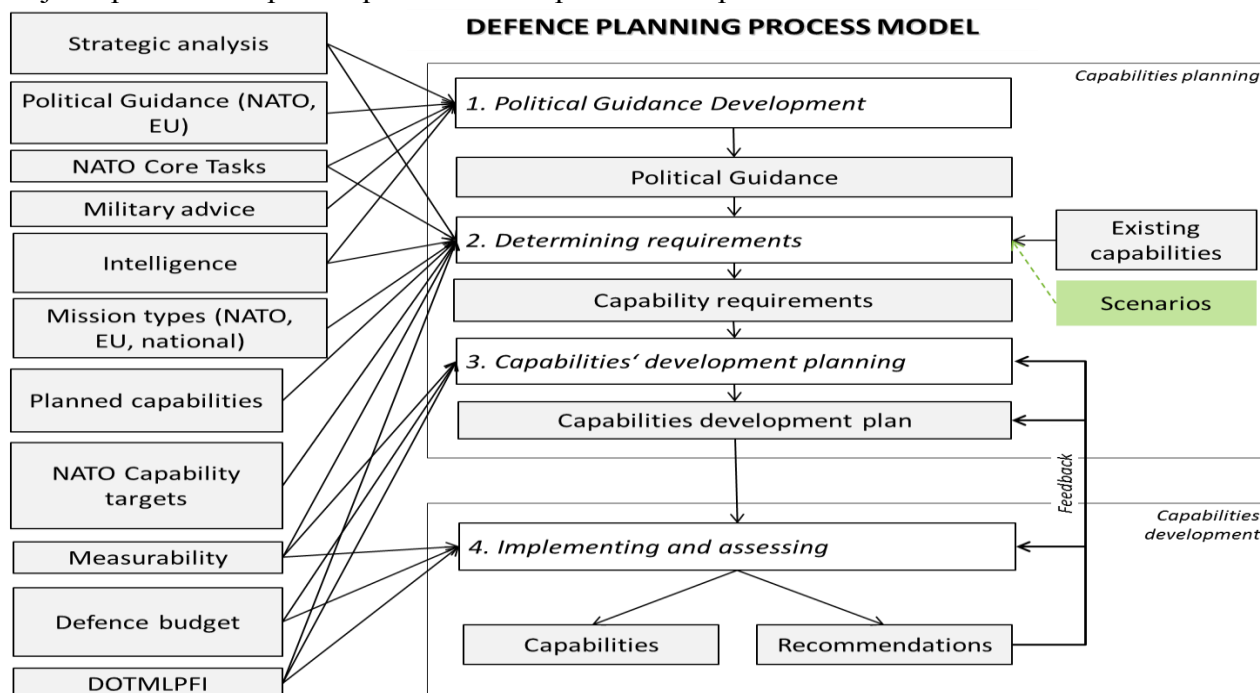 DEFENCE PLANNING PROCESS MODEL
Strategic analysis
Political Guidance (NATO,
EU)
NATO Core Tasks
Military advice
Intelligence
Mission types (NATO,
EU, national)
Planned capabilities
NATO Capability
targets
Measurability
Defence budget
DOTMLPFI
Capabilities planning
1. Political Guidance Development
Political Guidance
2. Determining requirements
Existing
capabilities
Capability requirements
Scenarios
3. Capabilities‘ development planning
Capabilities development plan
Feedback
Capabilities
development
4. Implementing and assessing
Capabilities
Recommendations